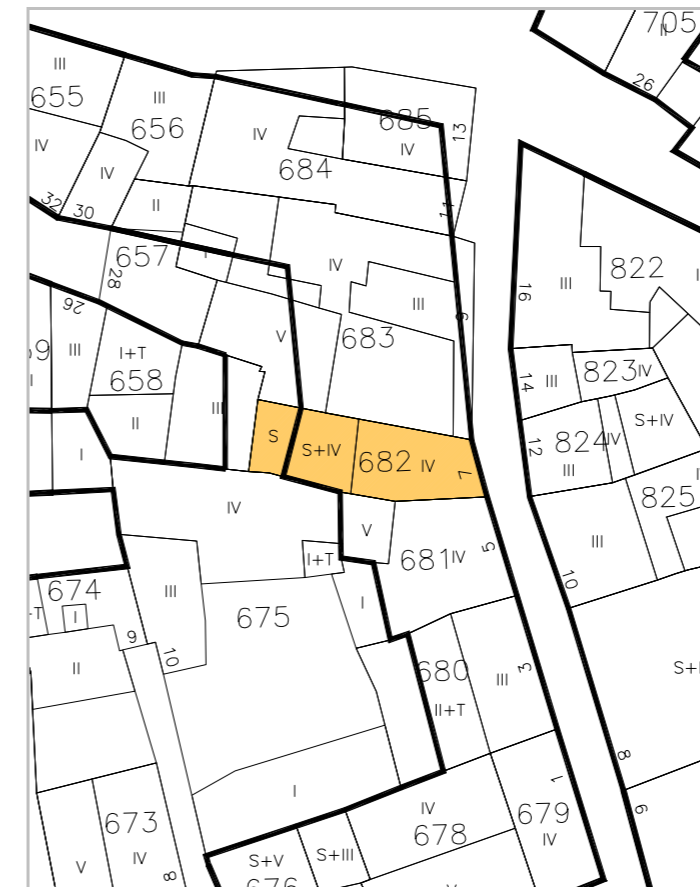 705
II
26
III
655
III
656
685
13
IV
IV
IV
684
IV
32
30
II
11
657
I
IV
822
III
28
26
16
9
III
683
V
9
III
I+T
658
14
III
823
IV
II
III
S
S+IV
682
IV
7
12
824
IV
S+IV
III
I
825
IV
V
5
681
IV
III
I+T
10
674
III
I
675
I
9
10
680
3
III
II
S+I
II+T
8
I
1
IV
679
6
673
678
IV
IV
V
8
S+V
S+III
676
V